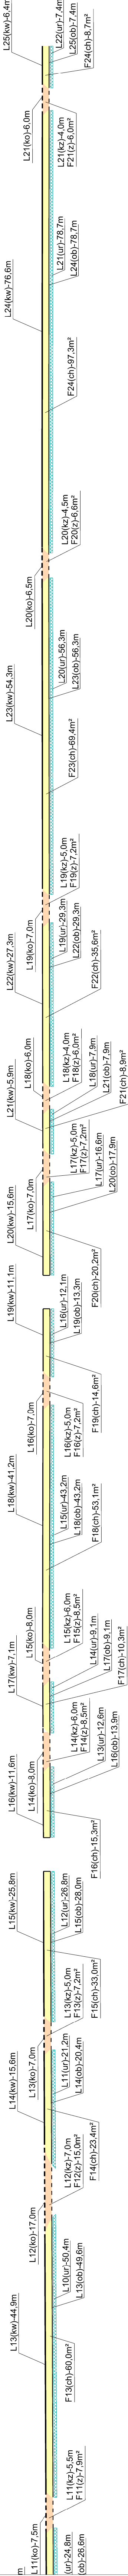 L25(kw)-6,4m
L22(ur)-7,4m
L25(ob)-7,4m
F24(ch)-8,7m²
L21(ko)-6,0m
L21(kz)-4,0m
F21(z)-6,0m²
L24(kw)-76,6m
L21(ur)-78,7m
L24(ob)-78,7m
F24(ch)-97,3m²
L20(ko)-6,5m
L20(kz)-4,5m
F20(z)-6,6m²
L23(kw)-54,3m
L20(ur)-56,3m
L23(ob)-56,3m
F23(ch)-69,4m²
L19(ko)-7,0m
L19(kz)-5,0m
F19(z)-7,2m²
L22(kw)-27,3m
L19(ur)-29,3m
L22(ob)-29,3m
F22(ch)-35,6m²
L18(ko)-6,0m
L18(kz)-4,0m
F18(z)-6,0m²
L21(kw)-5,9m
L18(ur)-7,9m
L21(ob)-7,9m
F21(ch)-8,9m²
L17(ko)-7,0m
L17(kz)-5,0m
F17(z)-7,2m²
L20(kw)-15,6m
L17(ur)-16,6m
L20(ob)-17,9m
F20(ch)-20,2m²
L19(kw)-11,1m
L16(ur)-12,1m
L19(ob)-13,3m
F19(ch)-14,6m²
L16(ko)-7,0m
L16(kz)-5,0m
F16(z)-7,2m²
L18(kw)-41,2m
L15(ur)-43,2m
L18(ob)-43,2m
F18(ch)-53,1m²
L15(ko)-8,0m
L15(kz)-6,0m
F15(z)-8,5m²
L17(kw)-7,1m
L14(ur)-9,1m
L17(ob)-9,1m
F17(ch)-10,3m²
L14(ko)-8,0m
L14(kz)-6,0m
F14(z)-8,5m²
L16(kw)-11,6m
L13(ur)-12,6m
L16(ob)-13,9m
F16(ch)-15,3m²
L15(kw)-25,8m
L12(ur)-26,8m
L15(ob)-28,0m
F15(ch)-33,0m²
L13(ko)-7,0m
L13(kz)-5,0m
F13(z)-7,2m²
L14(kw)-15,6m
L11(ur)-21,2m
L14(ob)-20,4m
F14(ch)-23,4m²
L12(ko)-17,0m
L12(kz)-7,0m
F12(z)-15,0m²
L13(kw)-44,9m
L10(ur)-50,4m
L13(ob)-49,6m
F13(ch)-60,0m²
L11(ko)-7,5m
L11(kz)-5,5m
F11(z)-7,9m²
(ur)-24,8m
(ob)-26,6m
m